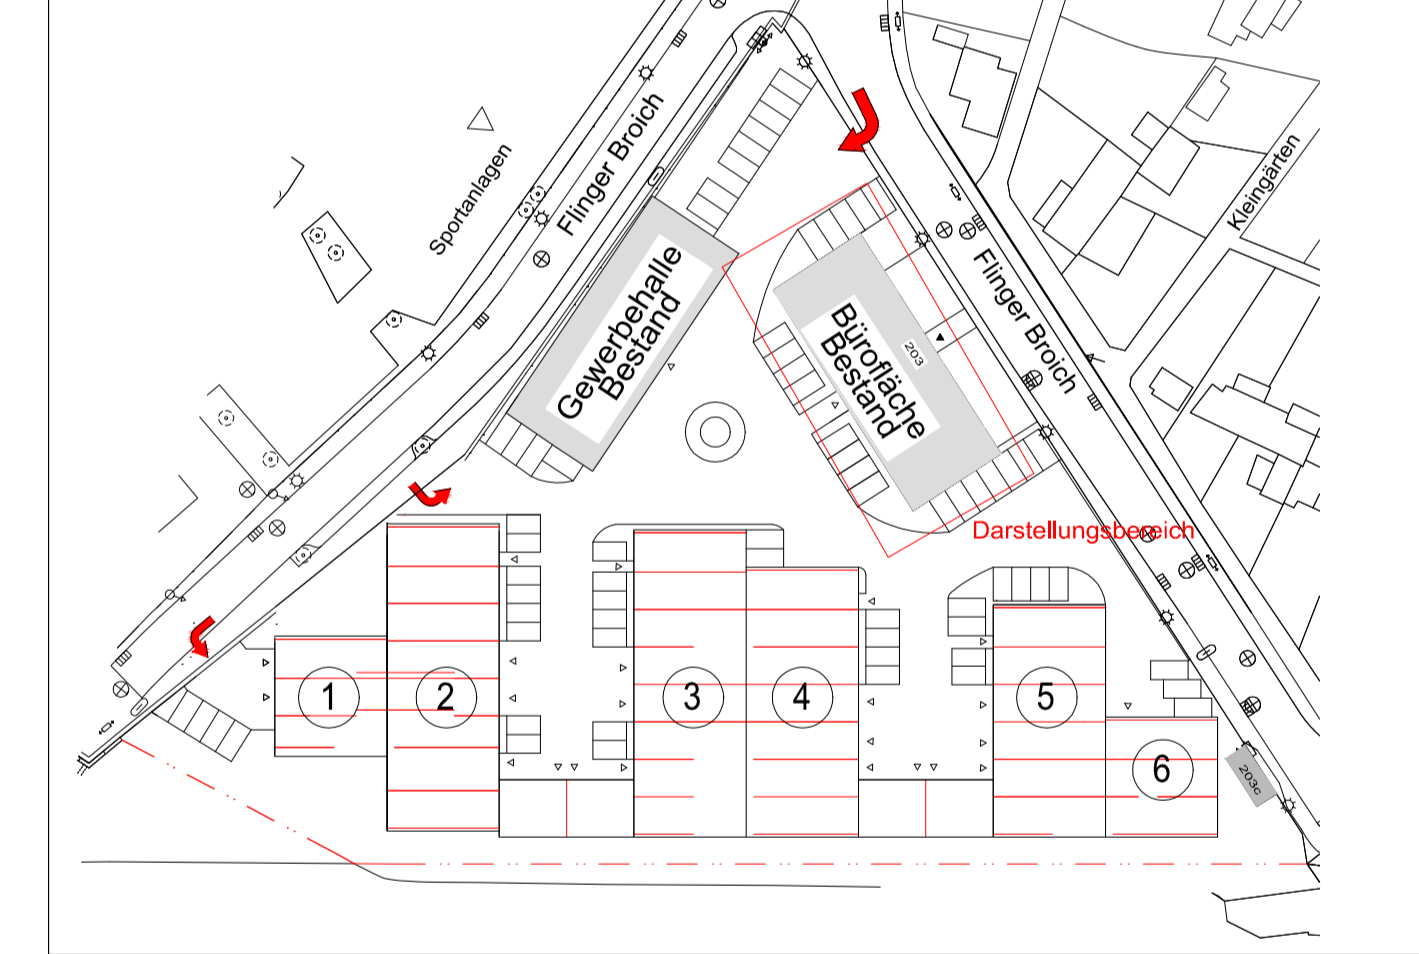 Sportanlagen
Flinger Broich
Kleingärten
Gewerbehalle
Bestand
Bürofläche
Bestand
203
Flinger Broich
Darstellungsbereich
1
2
3
4
5
6
203c